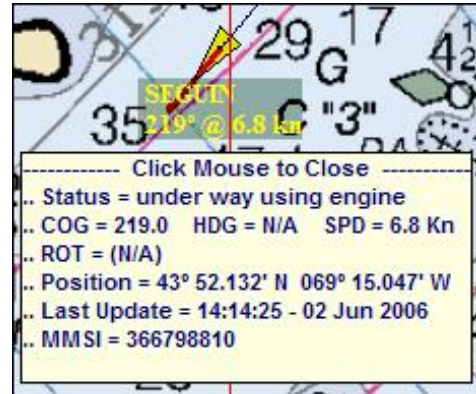 29
17
G
4
SEGUIN
219° @ 6.8 kn
35
C "3"
------------- Click Mouse to Close ------------
.. Status = under way using engine
.. COG = 219.0 HDG = N/A SPD = 6.8 Kn
.. ROT = (N/A)
.. Position = 43° 52.132' N 069° 15.047' W
.. Last Update = 14:14:25 - 02 Jun 2006
.. MMSI = 366798810